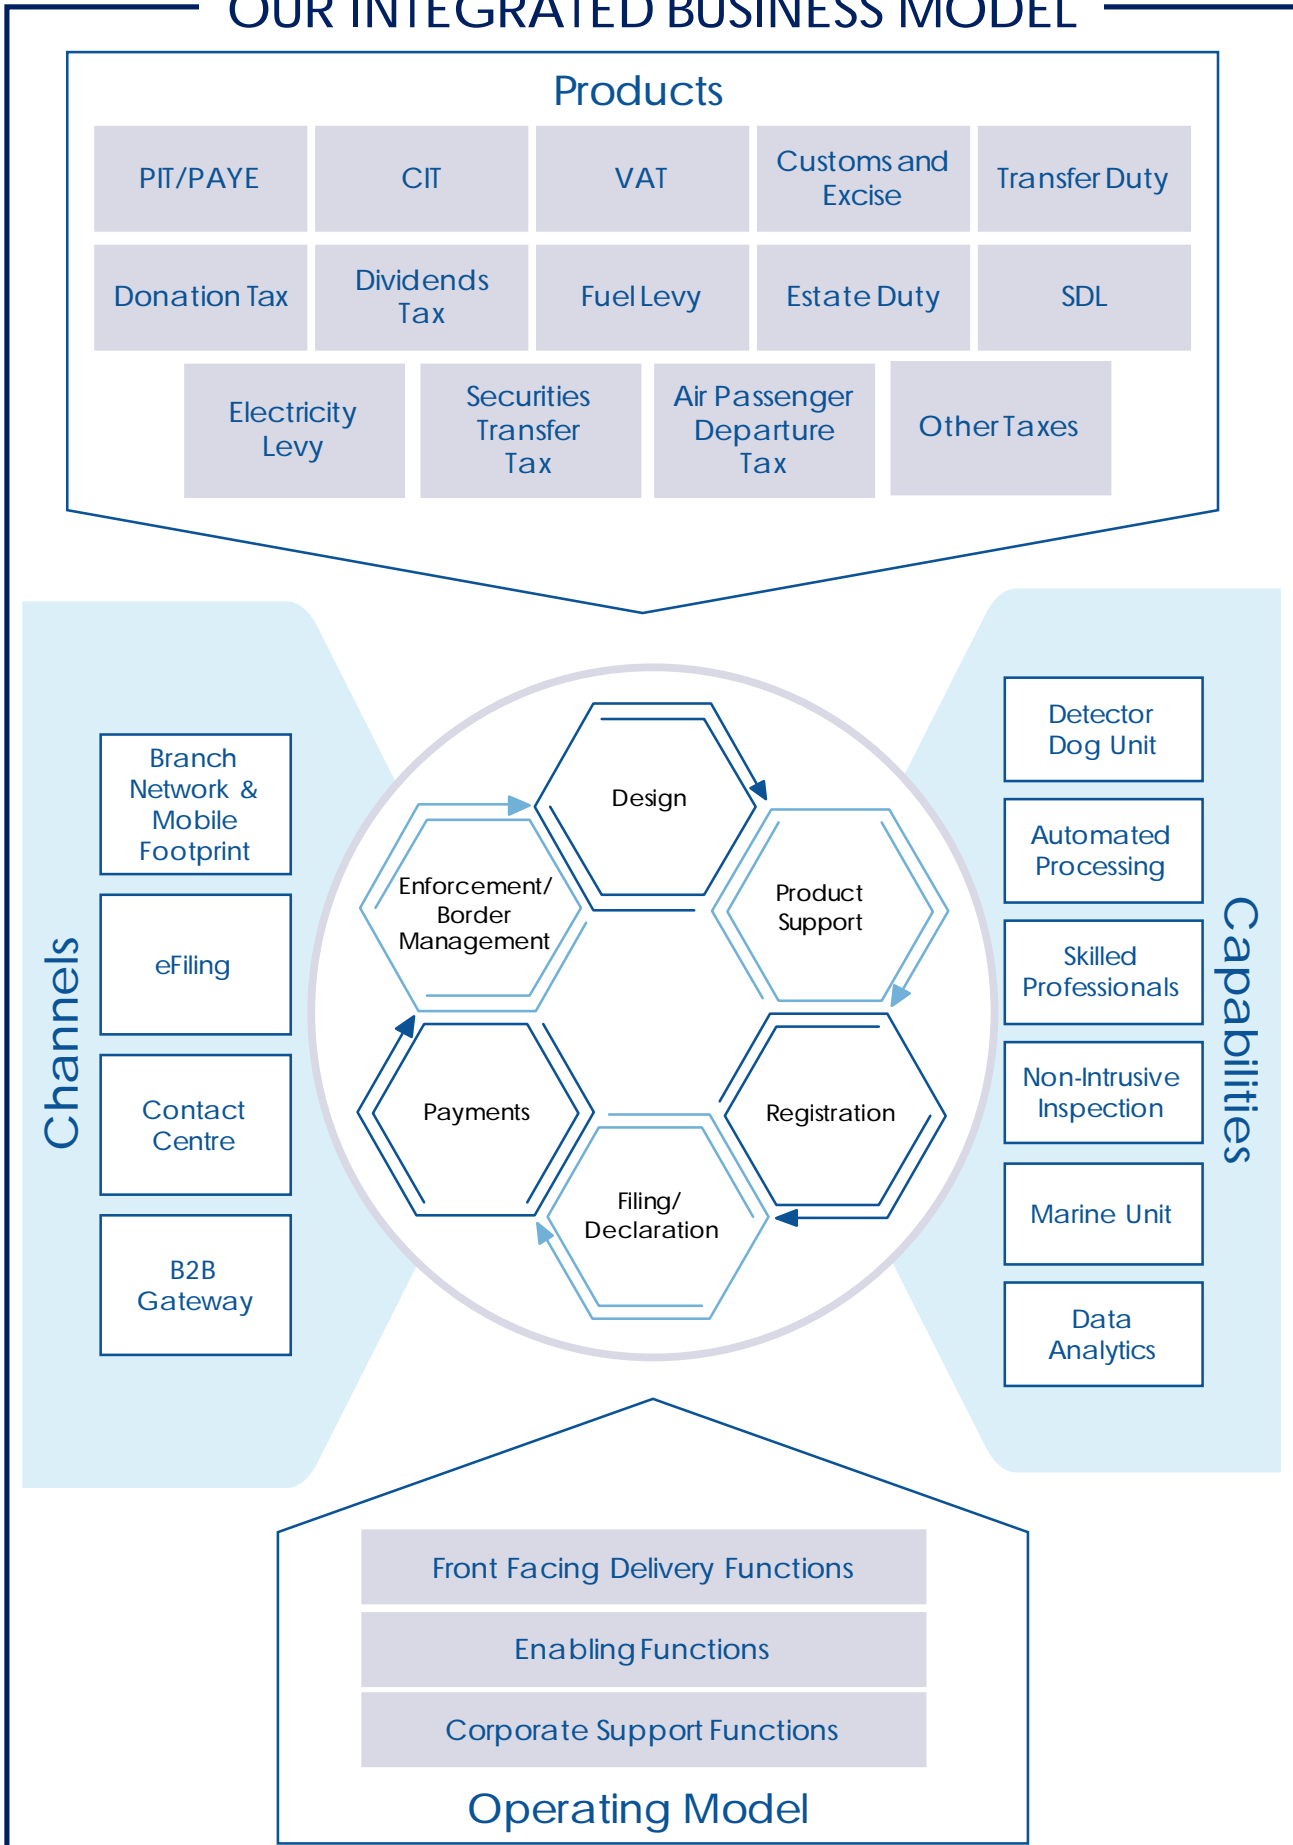 OUR INTEGRATED BUSINESS MODEL
Products
PIT/PAYE
CIT
VAT
Customs and
Excise
Transfer Duty
Donation Tax
Dividends
Tax
Fuel Levy
Estate Duty
SDL
Electricity
Levy
Securities
Transfer
Tax
Air Passenger
Departure
Tax
Other Taxes
Channels
Branch
Network &
Mobile
Footprint
eFiling
Contact
Centre
B2B
Gateway
Design
Product
Support
Registration
Filing/
Declaration
Payments
Enforcement/
Border
Management
Detector
Dog Unit
Automated
Processing
Skilled
Professionals
Non-Intrusive
Inspection
Marine Unit
Data
Analytics
Capabilities
Front Facing Delivery Functions
Enabling Functions
Corporate Support Functions
Operating Model